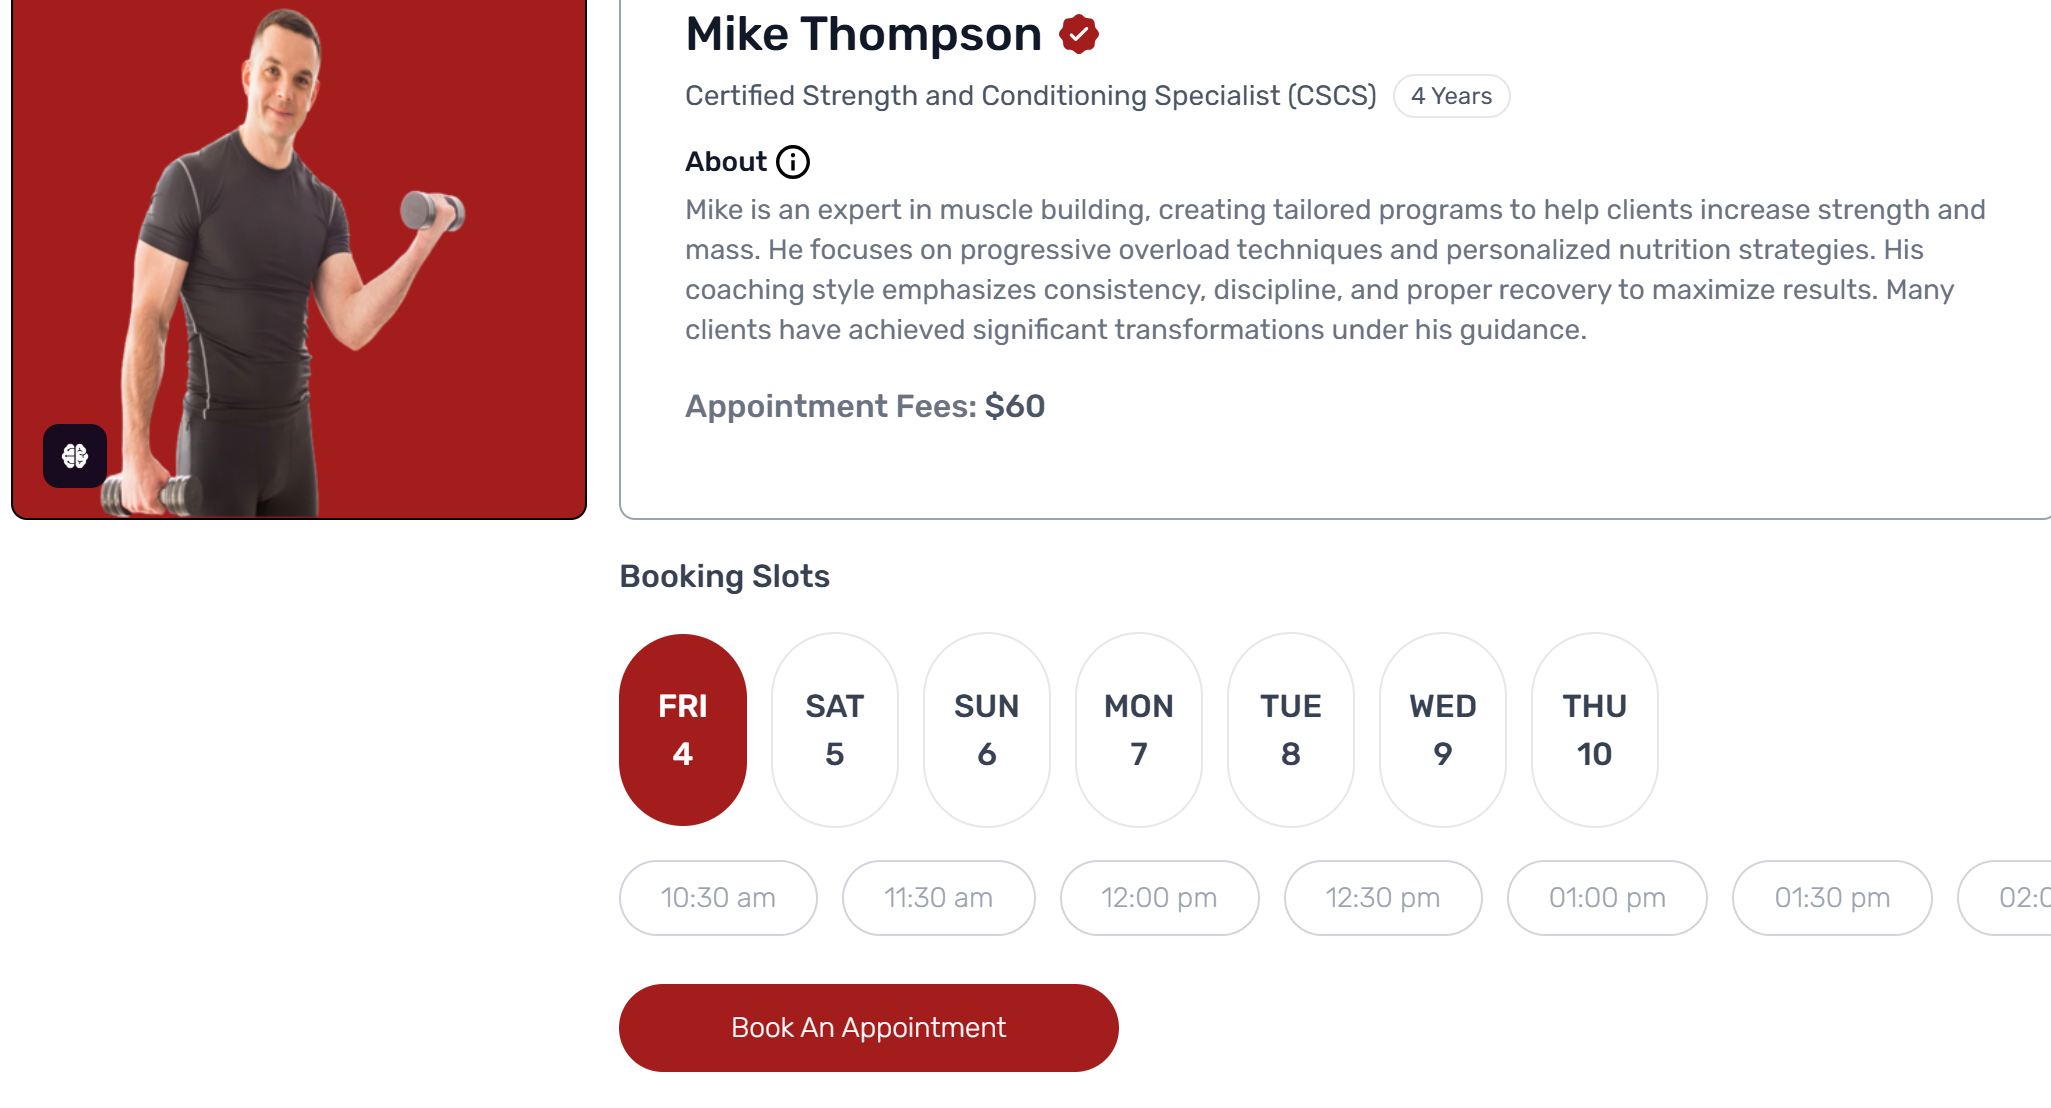 Mike Thompson
Certified Strength and Conditioning Specialist (CSCS) 4 Years
About
Mike is an expert in muscle building, creating tailored programs to help clients increase strength and
mass. He focuses on progressive overload techniques and personalized nutrition strategies. His
coaching style emphasizes consistency, discipline, and proper recovery to maximize results. Many
clients have achieved significant transformations under his guidance.
Appointment Fees: $60
Booking Slots
FRI SAT SUN MON TUE WED THU
4 5 6 7 8 9 10
10:30 am 11:30 am 12:00 pm 12:30 pm 01:00 pm 01:30 pm
Book An Appointment